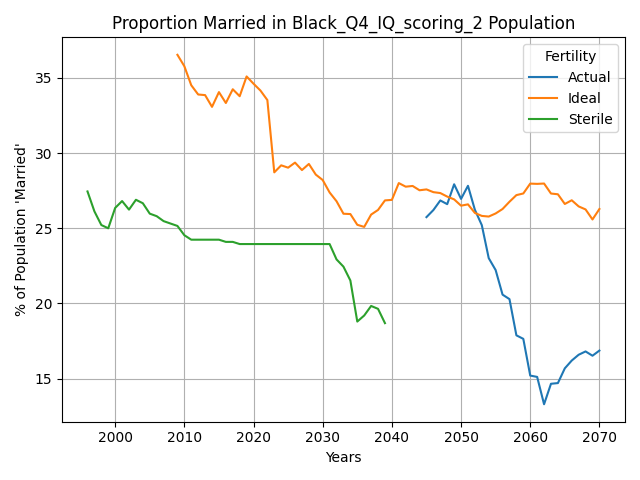 Proportion Married in Black_Q4_IQ_scoring_2 Population
Fertility
Actual
Ideal
Sterile
% of Population 'Married'
35
30
25
20
15
2000 2010 2020 2030 2040 2050 2060 2070
Years